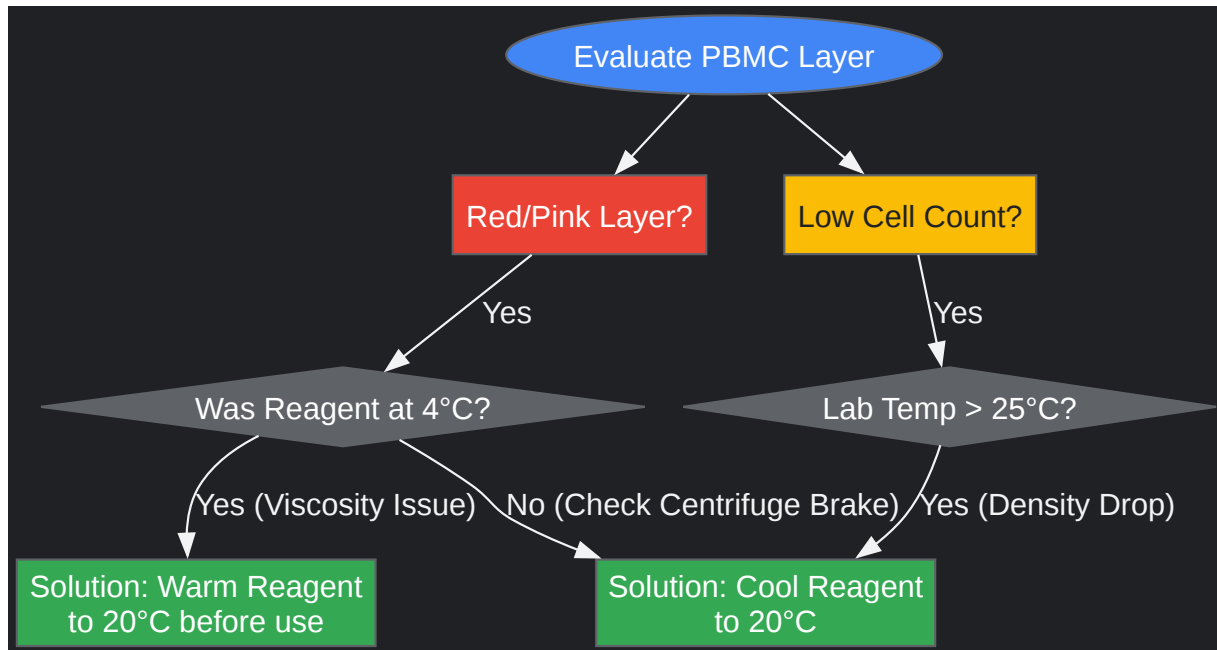 Evaluate PBMC Layer
Red/Pink Layer?
Low Cell Count?
Yes
Yes
Was Reagent at 4°C?
Lab Temp > 25°C?
Yes (Viscosity Issue)
No (Check Centrifuge Brake)
Yes (Density Drop)
Solution: Warm Reagent
to 20°C before use
Solution: Cool Reagent
to 20°C